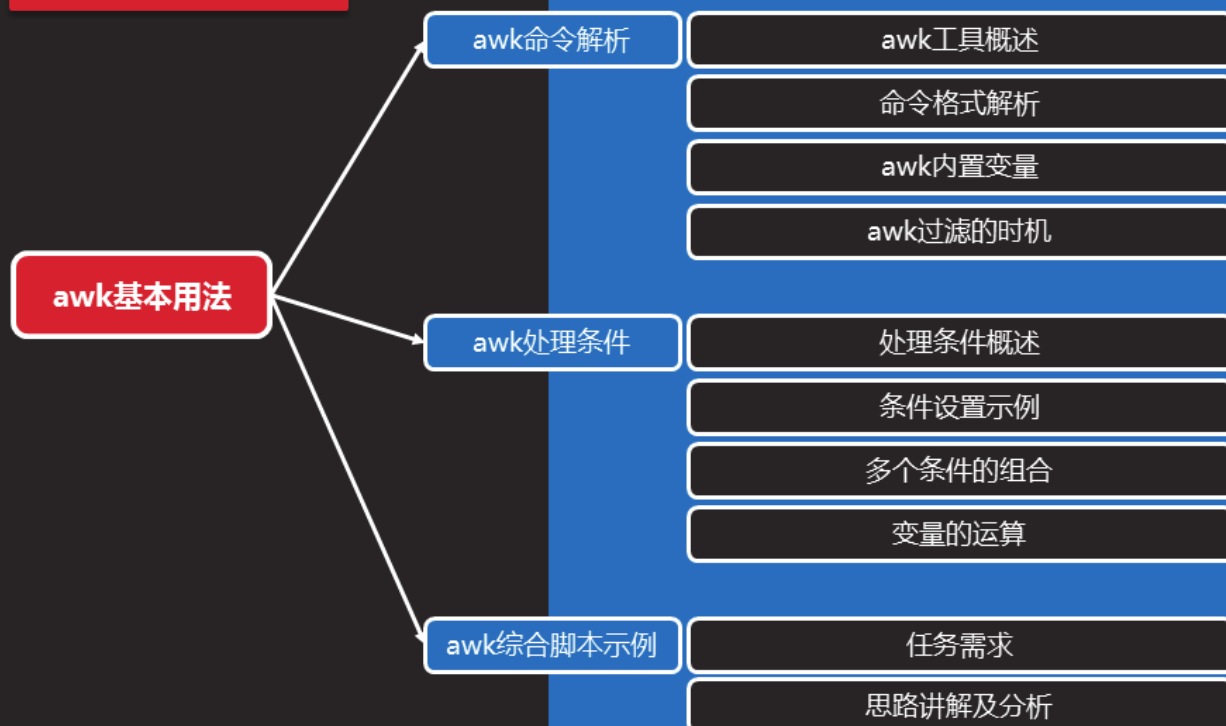 awk基本用法
awk命令解析
awk工具概述
命令格式解析
awk内置变量
awk过滤的时机
awk处理条件
处理条件概述
条件设置示例
多个条件的组合
变量的运算
awk综合脚本示例
任务需求
思路讲解及分析